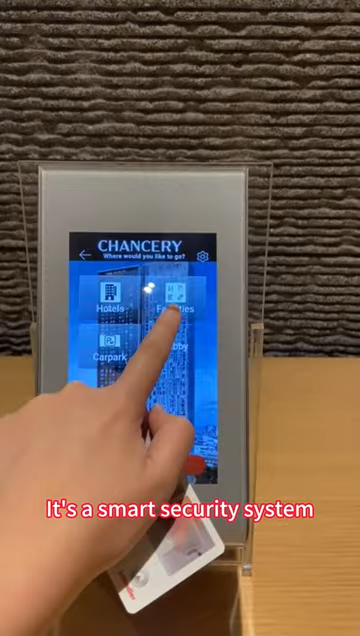 CHANCERY
Where would you like to go?
Hotels
Carpark
It's a smart security system